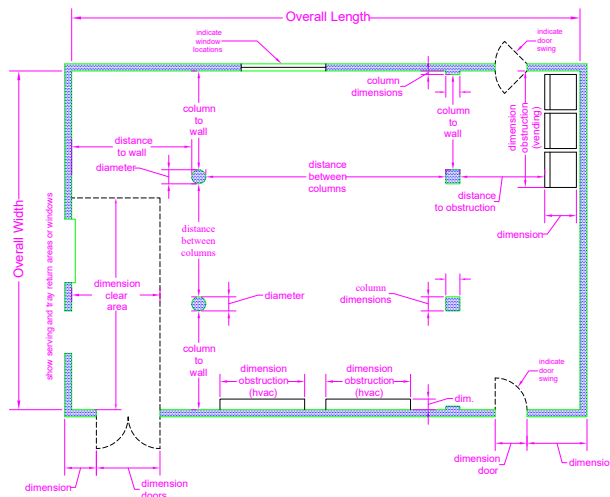 Overall Length
indicate
window
locations
indicate
door
swing
column
dimensions
column
to
wall
column
to
wall
dimension
obstruction
(vending)
distance
to wall
diameter
distance
between
columns
distance
to obstruction
dimension
Overall Width
show serving and tray return areas or windows
distance
between
columns
dimension
clear
area
diameter
column
dimensions
column
to
wall
dimension
obstruction
(hvac)
dimension
obstruction
(hvac)
dim.
indicate
door
swing
dimension
dimension
doors
dimension
door
dimensio